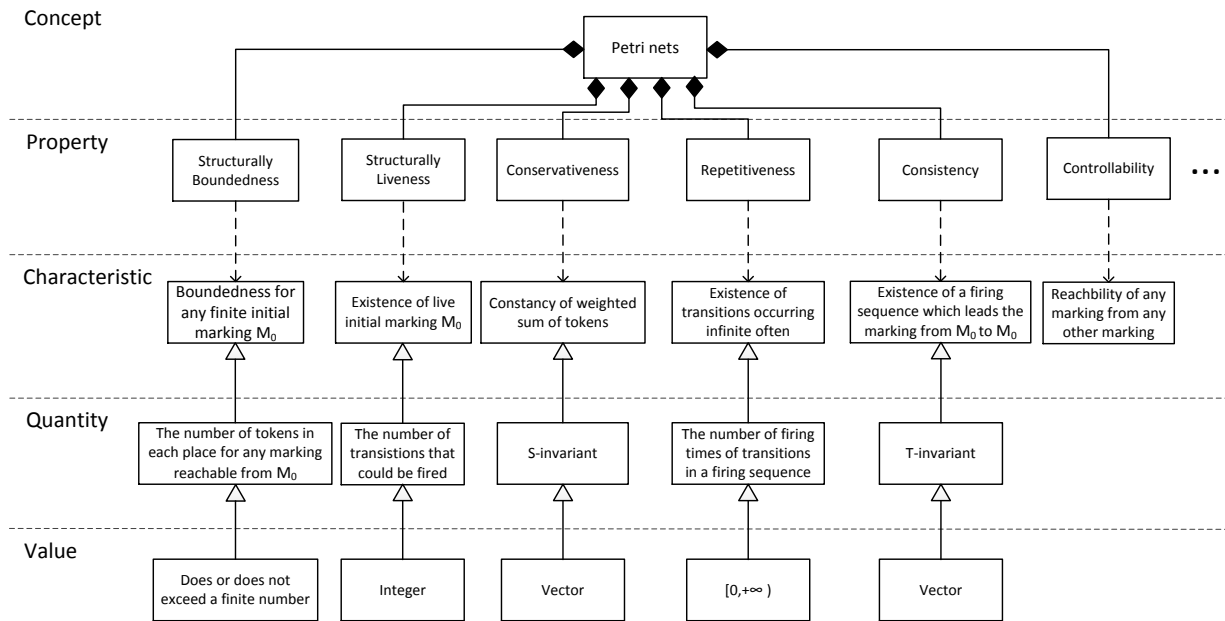 Concept
Petri nets
Property
Structurally
Boundedness
Structurally
Liveness
Conservativeness
Repetitiveness
Consistency
Controllability
...
Characteristic
Boundedness for
any finite initial
marking M₀
Existence of live
initial marking M₀
Constancy of weighted
sum of tokens
Existence of
transitions occurring
infinite often
Existence of a firing
sequence which leads the
marking from M₀ to M₀
Reachbility of any
marking from any
other marking
Quantity
The number of tokens in
each place for any marking
reachable from M₀
The number of
transistions that
could be fired
S-invariant
The number of firing
times of transitions
in a firing sequence
T-invariant
Value
Does or does not
exceed a finite number
Integer
Vector
[0,+∞ )
Vector